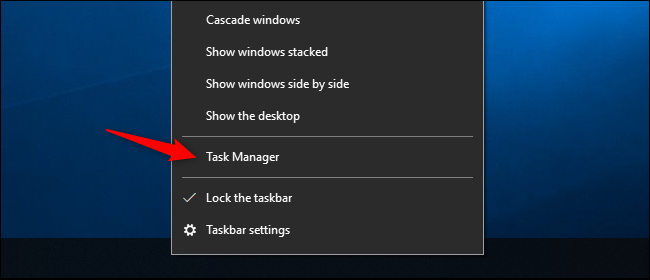 Cascade windows
Show windows stacked
Show windows side by side
Show the desktop
Task Manager
Lock the taskbar
Taskbar settings